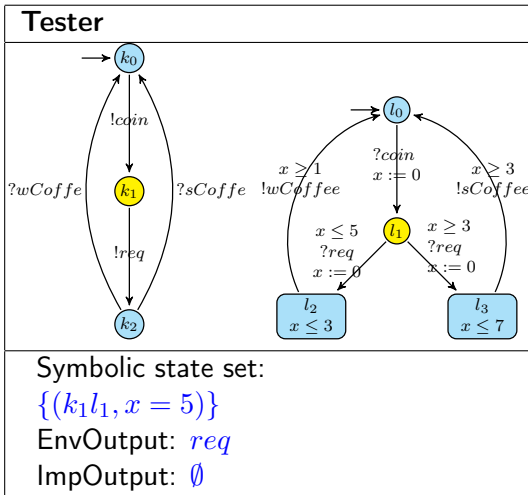 Tester
k0
!coin
k1
?wCoffe
?sCoffe
!req
k2
l0
x ≥ 1
!wCoffee
?coin
x := 0
x ≥ 3
!sCoffee
l1
x ≤ 5
?req
x := 0
x ≥ 3
?req
x := 0
l2
x ≤ 3
l3
x ≤ 7
Symbolic state set:
{(k1l1, x = 5)}
EnvOutput: req
ImpOutput: ∅